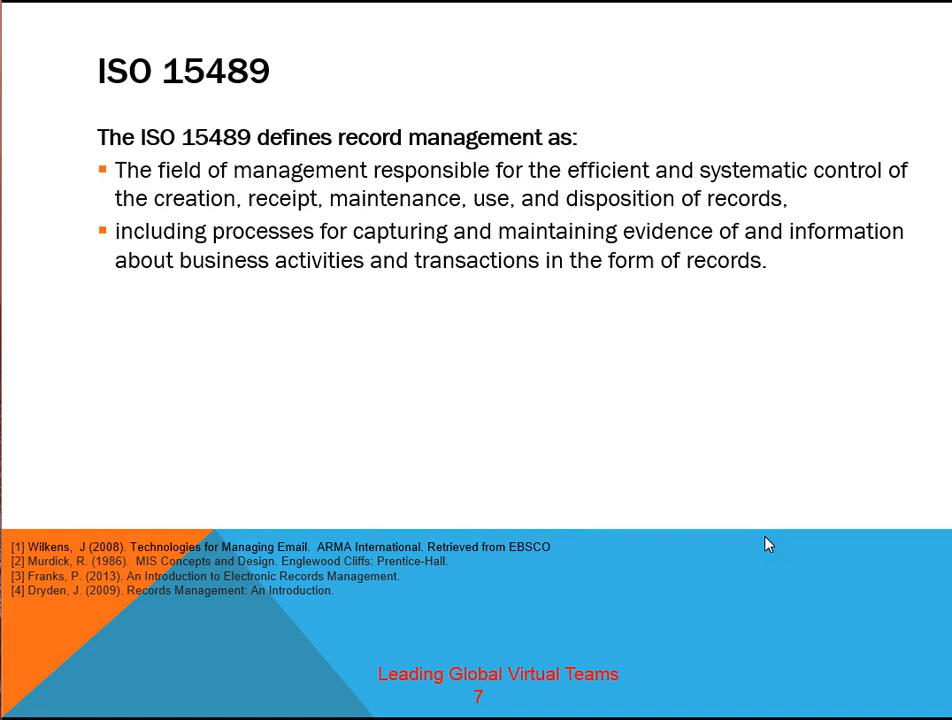 ISO 15489
The ISO 15489 defines record management as:
The field of management responsible for the efficient and systematic control of
the creation, receipt, maintenance, use, and disposition of records,
including processes for capturing and maintaining evidence of and information
about business activities and transactions in the form of records.
[1] Wilkens, J (2008). Technologies for Managing Email. ARMA International. Retrieved from EBSCO
[2] Murdick, R. (1986). MIS Concepts and Design. Englewood Cliffs: Prentice-Hall.
[3] Franks, P. (2013). An Introduction to Electronic Records Management.
[4] Dryden, J. (2009). Records Management: An Introduction.
Leading Global Virtual Teams
7